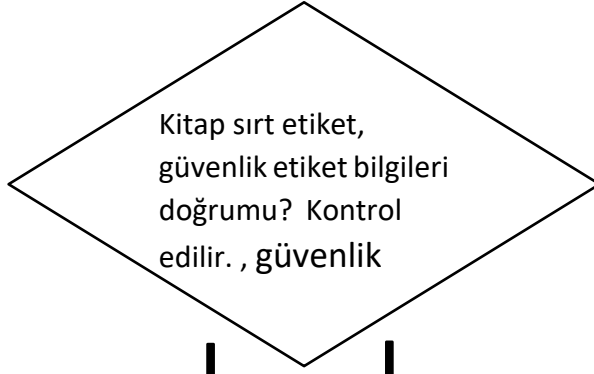 Kitap sırt etiket,
güvenlik etiket bilgileri
doğrumu? Kontrol
edilir. , güvenlik